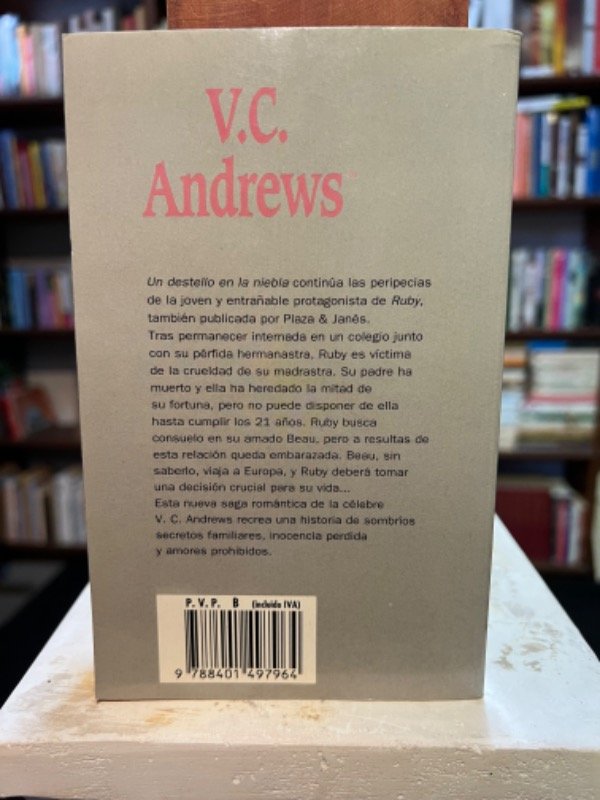 V.C.
Andrews™
Un destello en la niebla continúa las peripecias
de la joven y entrañable protagonista de Ruby,
también publicada por Plaza & Janés.
Tras permanecer internada en un colegio junto
con su pérfida hermanastra, Ruby es víctima
de la crueldad de su madrastra. Su padre ha
muerto y ella ha heredado la mitad de
su fortuna, pero no puede disponer de ella
hasta cumplir los 21 años. Ruby busca
consuelo en su amado Beau, pero a resultas de
esta relación queda embarazada. Beau, sin
saberlo, viaja a Europa, y Ruby deberá tomar
una decisión crucial para su vida...
Esta nueva saga romántica de la célebre
V. C. Andrews recrea una historia de sombríos
secretos familiares, inocencia perdida
y amores prohibidos.
P. V. P. B (incluido IVA)
9 788401 497964